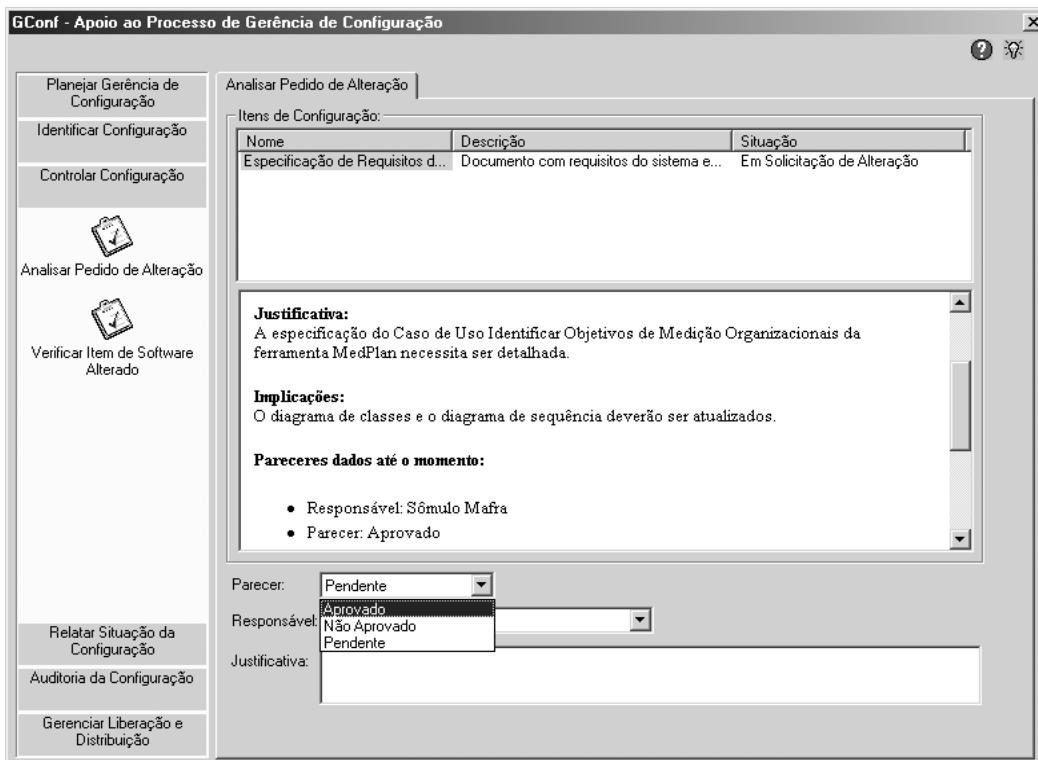 GConf - Apoio ao Processo de Gerência de Configuração
Planejar Gerência de
Configuração
Identificar Configuração
Controlar Configuração
Analisar Pedido de Alteração
Verificar Item de Software
Alterado
Relatar Situação da
Configuração
Auditoria da Configuração
Gerenciar Liberação e
Distribuição
Analisar Pedido de Alteração
Itens de Configuração:
Nome Descrição Situação
Especificação de Requisitos d... Documento com requisitos do sistema e... Em Solicitação de Alteração
Justificativa:
A especificação do Caso de Uso Identificar Objetivos de Medição Organizacionais da
ferramenta MedPlan necessita ser detalhada.
Implicações:
O diagrama de classes e o diagrama de sequência deverão ser atualizados.
Pareceres dados até o momento:
• Responsável: Sômulo Mafra
• Parecer: Aprovado
Parecer: Pendente
Aprovado
Responsável: Não Aprovado
Pendente
Justificativa: